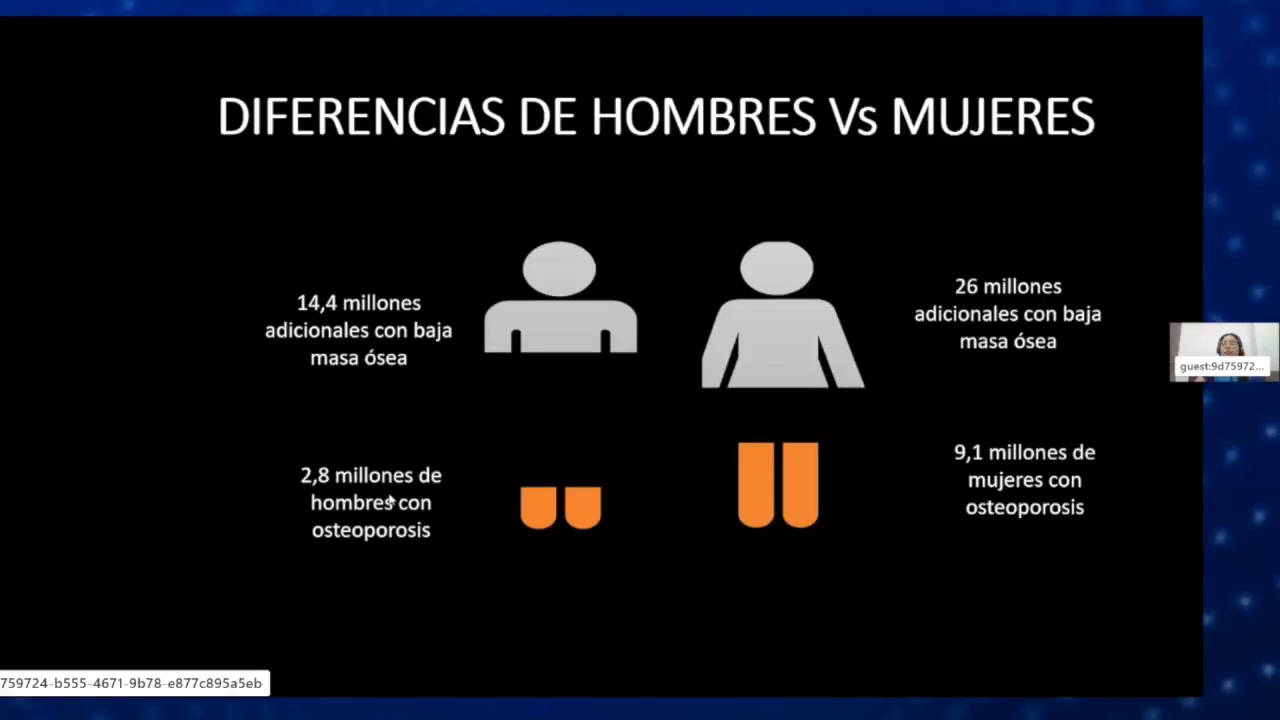 DIFERENCIAS DE HOMBRES Vs MUJERES
14,4 millones
adicionales con baja
masa ósea
26 millones
adicionales con baja
masa ósea
guest:9d75972...
2,8 millones de
hombres con
osteoporosis
9,1 millones de
mujeres con
osteoporosis
759724-b555-4671-9b78-e877c895a5eb